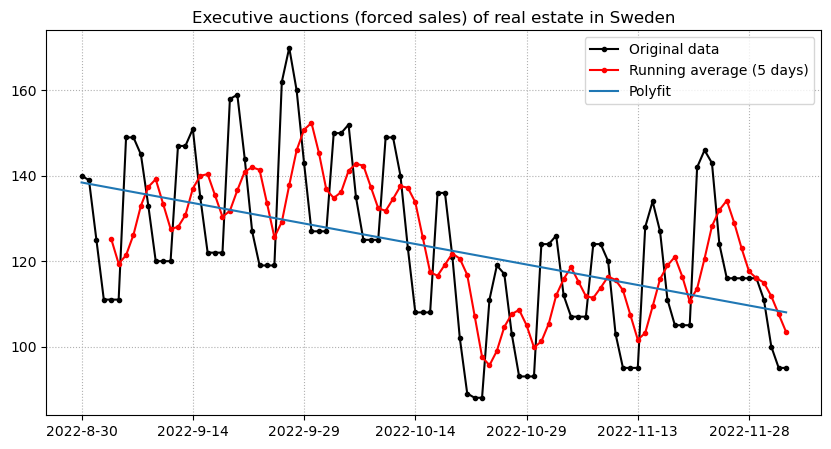 Executive auctions (forced sales) of real estate in Sweden
Original data
Running average (5 days)
Polyfit
160
140
120
100
2022-8-30 2022-9-14 2022-9-29 2022-10-14 2022-10-29 2022-11-13 2022-11-28